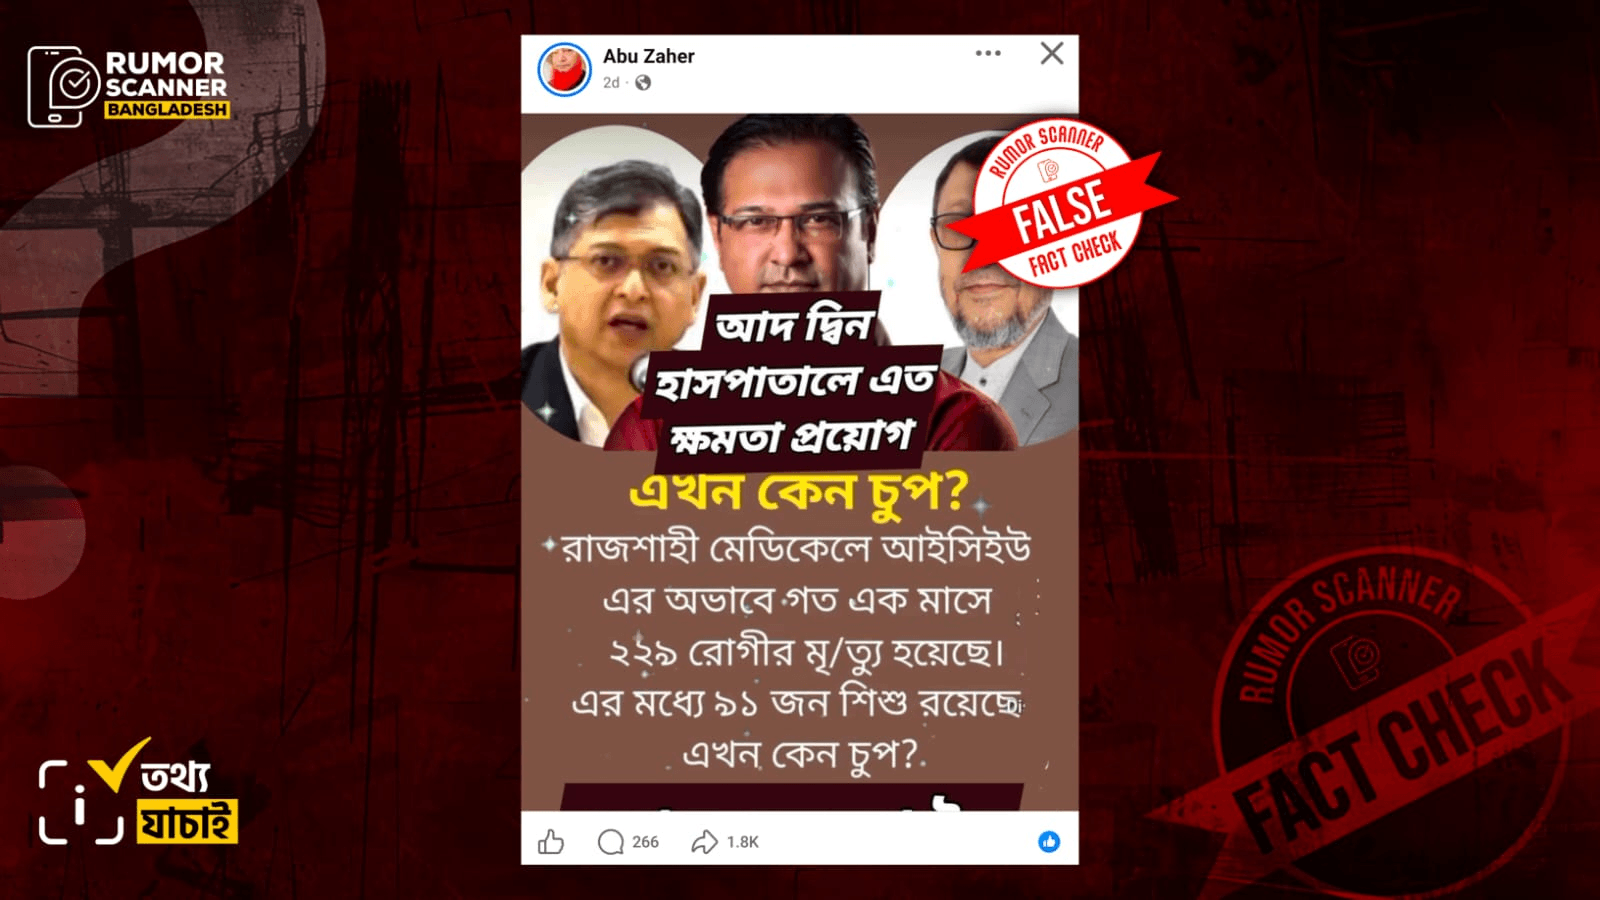 RUMOR
SCANNER
BANGLADESH
Abu Zaher
2d
RUMOR SCANNER
FALSE
FACT CHECK
আদ দ্বিন
হাসপাতালে এত
ক্ষমতা প্রয়োগ
এখন কেন চুপ?
রাজশাহী মেডিকেলে আইসিইউ
এর অভাবে গত এক মাসে
২২৯ রোগীর মৃ/ত্যু হয়েছে।
এর মধ্যে ৯১ জন শিশু রয়েছে
এখন কেন চুপ?
266
1.8K
তথ্য
যাচাই
RUMOR SCANNER
FACT CHECK